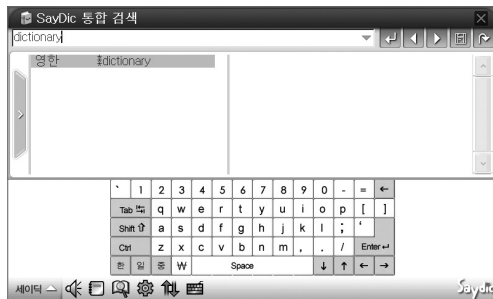 SayDic 통합 검색
dictionary
영한 ‡dictionary
` 1 2 3 4 5 6 7 8 9 0 - = ←
Tab q w e r t y u i o p [ ]
Shift a s d f g h j k l ; '
Ctrl z x c v b n m , . / Enter
한 일 중 ₩ Space ↓ ↑ ← →
세이딕 Saydic